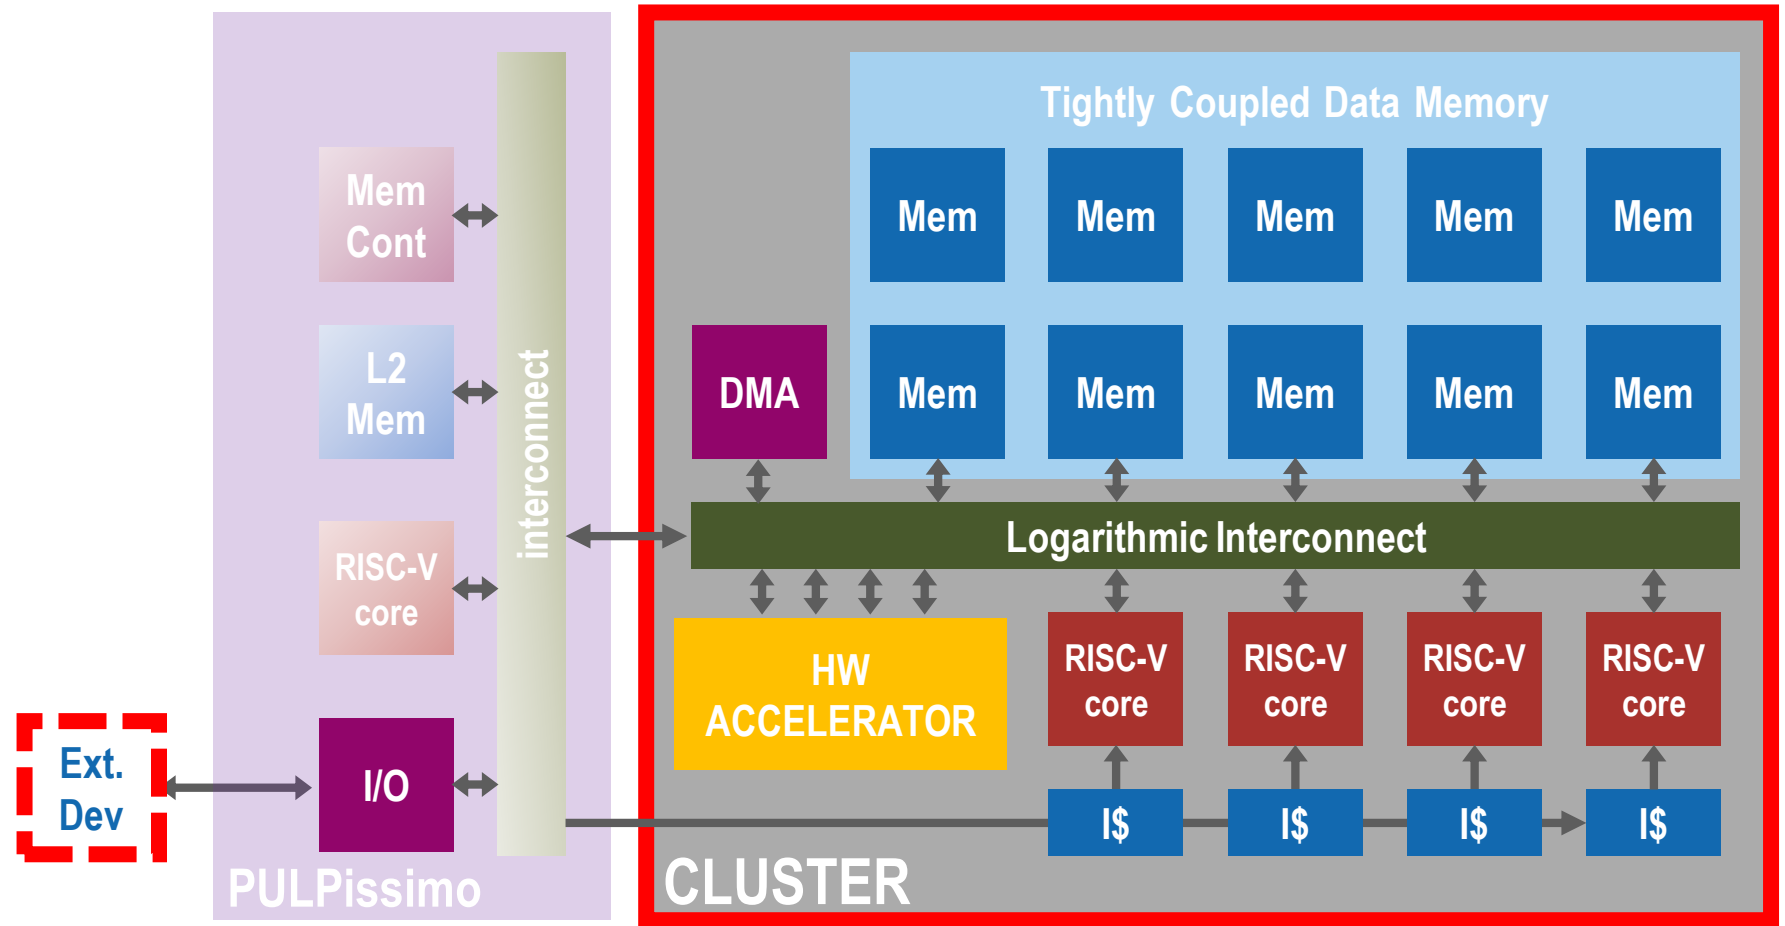 Tightly Coupled Data Memory
Mem
Cont
Mem
Mem
Mem
Mem
Mem
L2
Mem
interconnect
DMA
Mem
Mem
Mem
Mem
Mem
Logarithmic Interconnect
RISC-V
core
HW
ACCELERATOR
RISC-V
core
RISC-V
core
RISC-V
core
RISC-V
core
Ext.
Dev
I/O
I$
I$
I$
I$
PULPissimo
CLUSTER